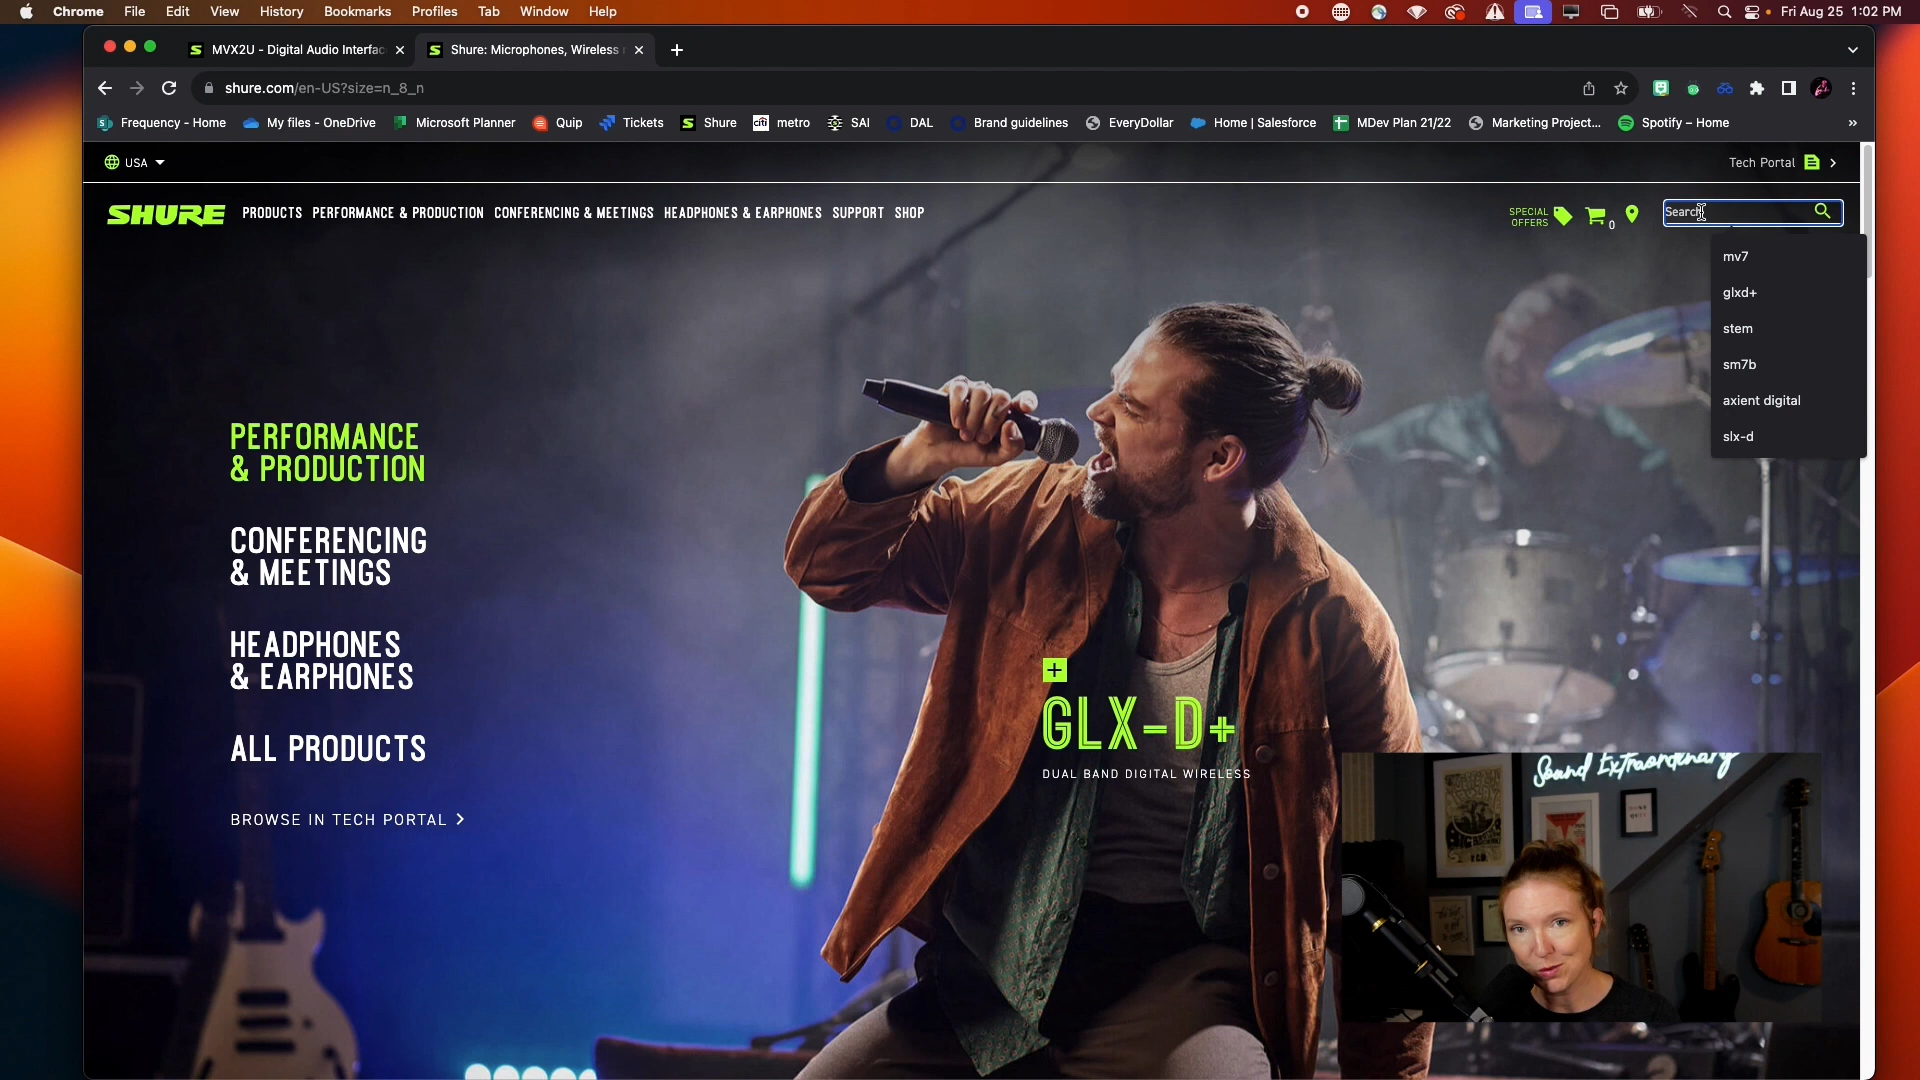 Chrome File Edit View History Bookmarks Profiles Tab Window Help
Fri Aug 25 1:02 PM
MVX2U - Digital Audio Interfac
Shure: Microphones, Wireless
shure.com/en-US?size=n_8_n
Frequency - Home My files - OneDrive Microsoft Planner Quip Tickets Shure citi metro SAI DAL Brand guidelines EveryDollar Home | Salesforce MDev Plan 21/22 Marketing Project... Spotify – Home
USA
Tech Portal
SHURE PRODUCTS PERFORMANCE & PRODUCTION CONFERENCING & MEETINGS HEADPHONES & EARPHONES SUPPORT SHOP
SPECIAL
OFFERS
0
Search
mv7
glxd+
stem
sm7b
axient digital
slx-d
PERFORMANCE
& PRODUCTION
CONFERENCING
& MEETINGS
HEADPHONES
& EARPHONES
ALL PRODUCTS
BROWSE IN TECH PORTAL
GLX-D+
DUAL BAND DIGITAL WIRELESS
Sound Extraordinary